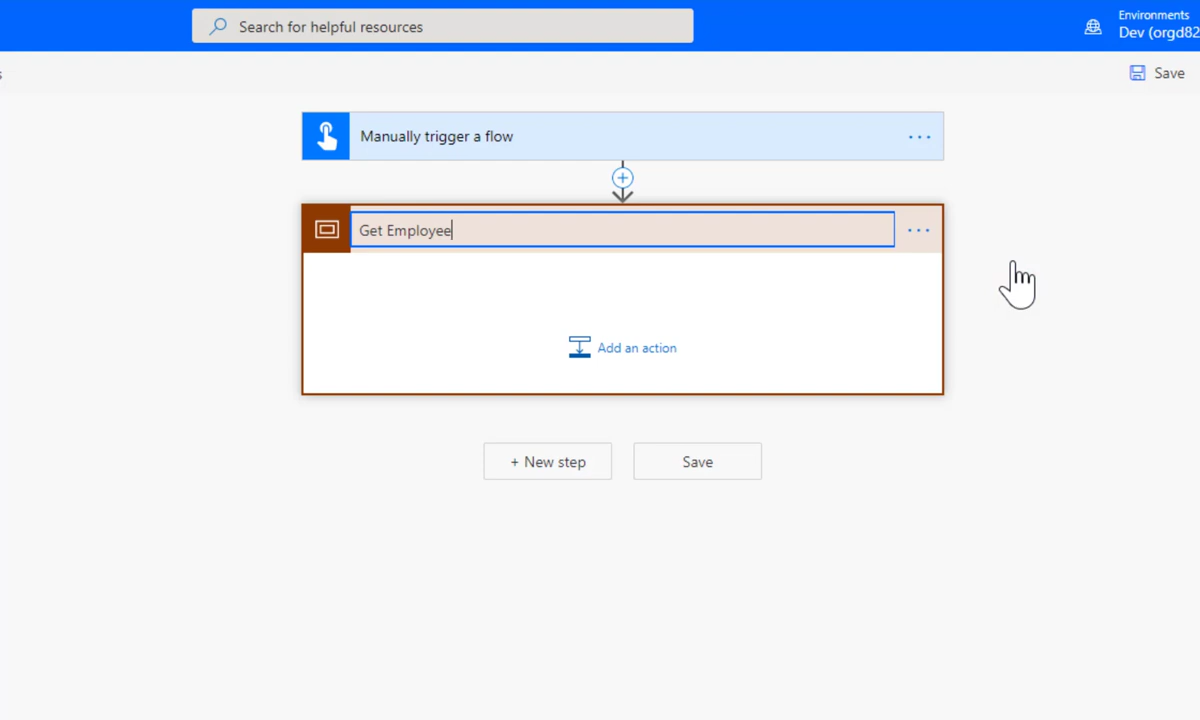 Search for helpful resources
Environments
Dev (orgd82
s
Save
Manually trigger a flow
Get Employee
Add an action
+ New step
Save